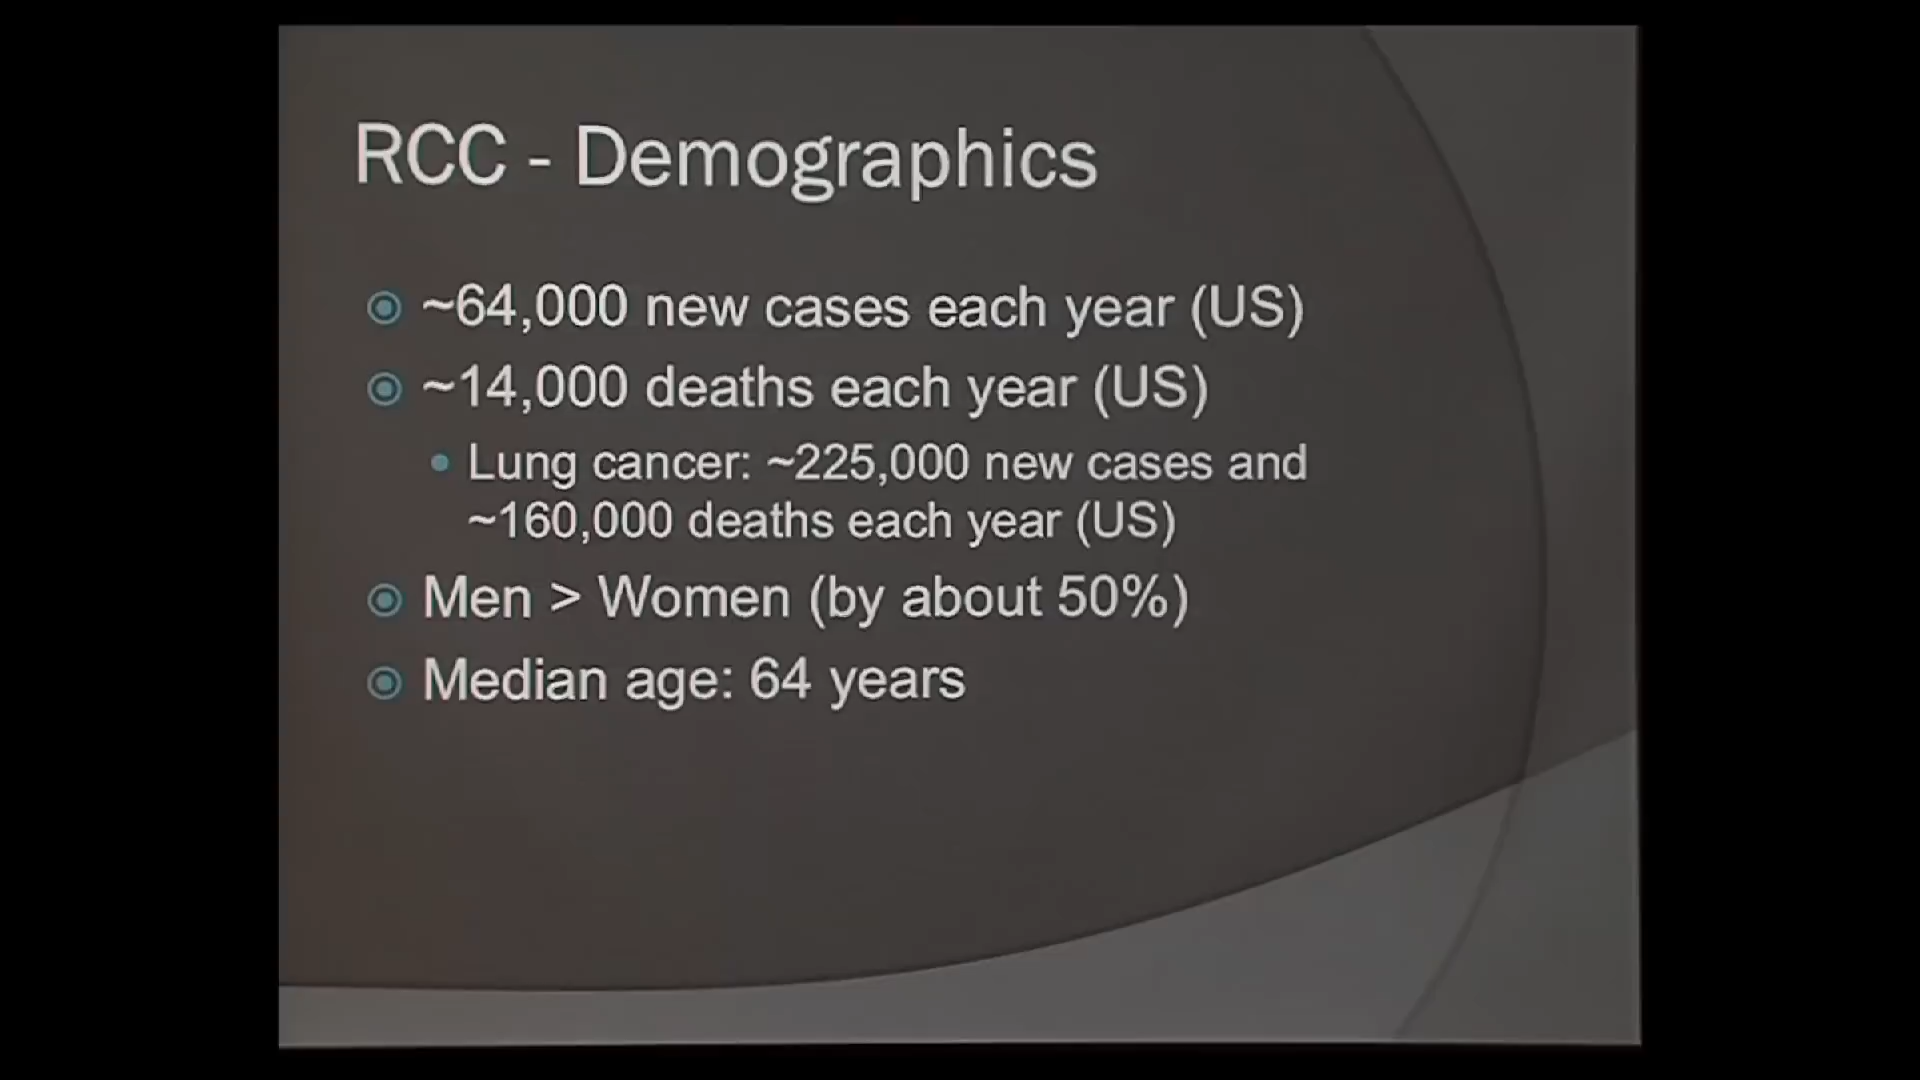 RCC - Demographics
~64,000 new cases each year (US)
~14,000 deaths each year (US)
Lung cancer: ~225,000 new cases and
~160,000 deaths each year (US)
Men > Women (by about 50%)
Median age: 64 years